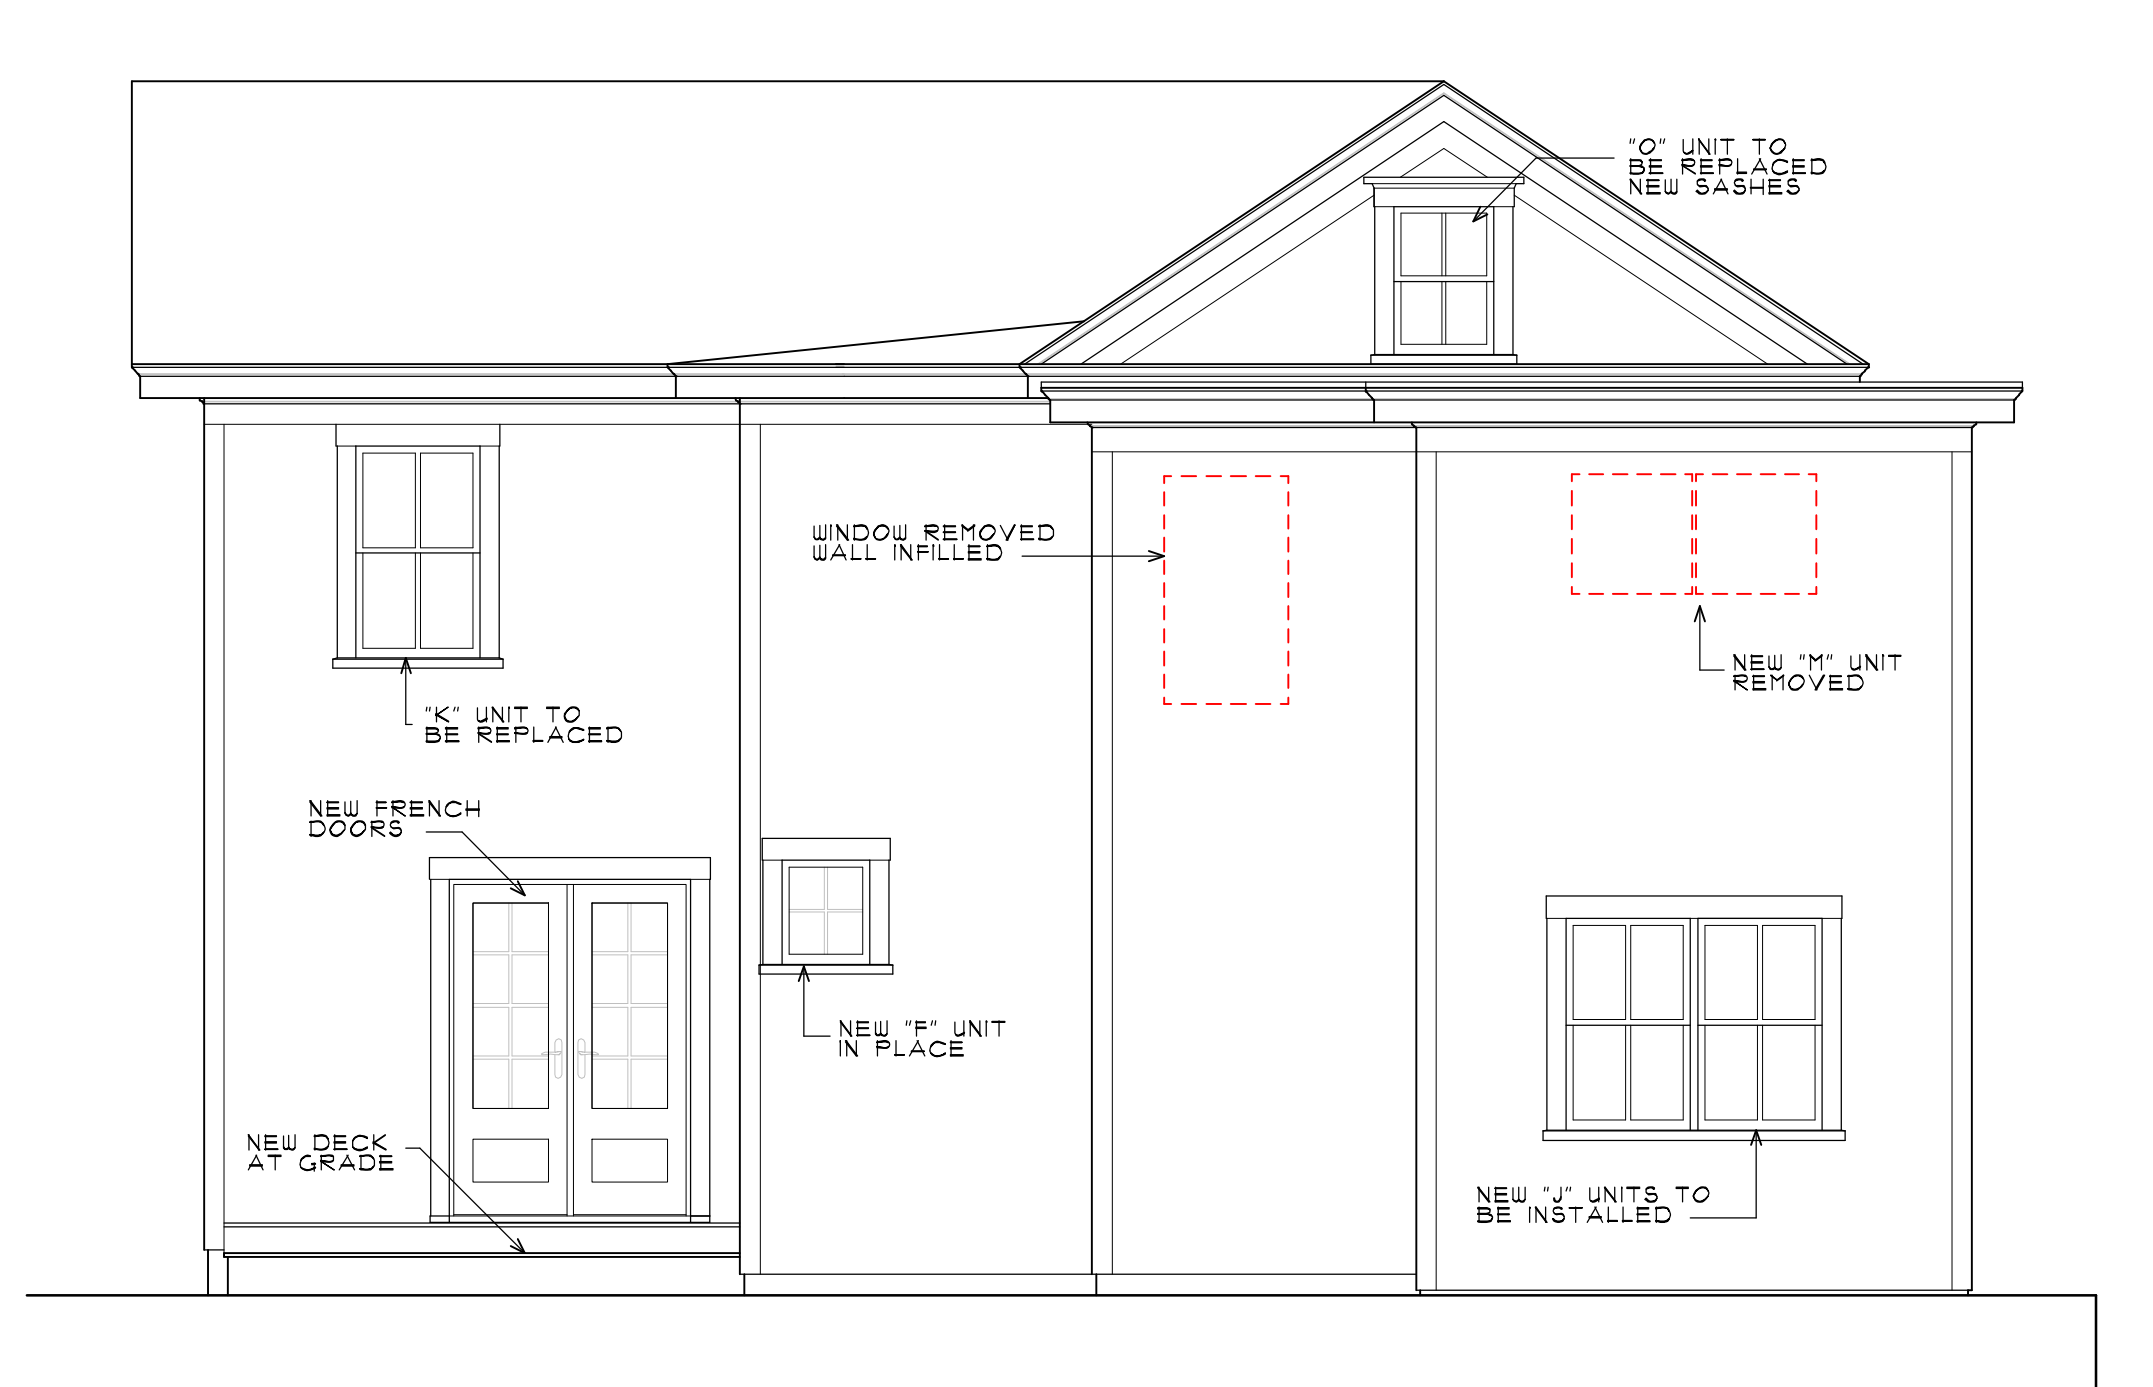 "O" UNIT TO
BE REPLACED
NEW SASHES
WINDOW REMOVED
WALL INFILLED
NEW "M" UNIT
REMOVED
"K" UNIT TO
BE REPLACED
NEW FRENCH
DOORS
NEW "F" UNIT
IN PLACE
NEW DECK
AT GRADE
NEW "J" UNITS TO
BE INSTALLED